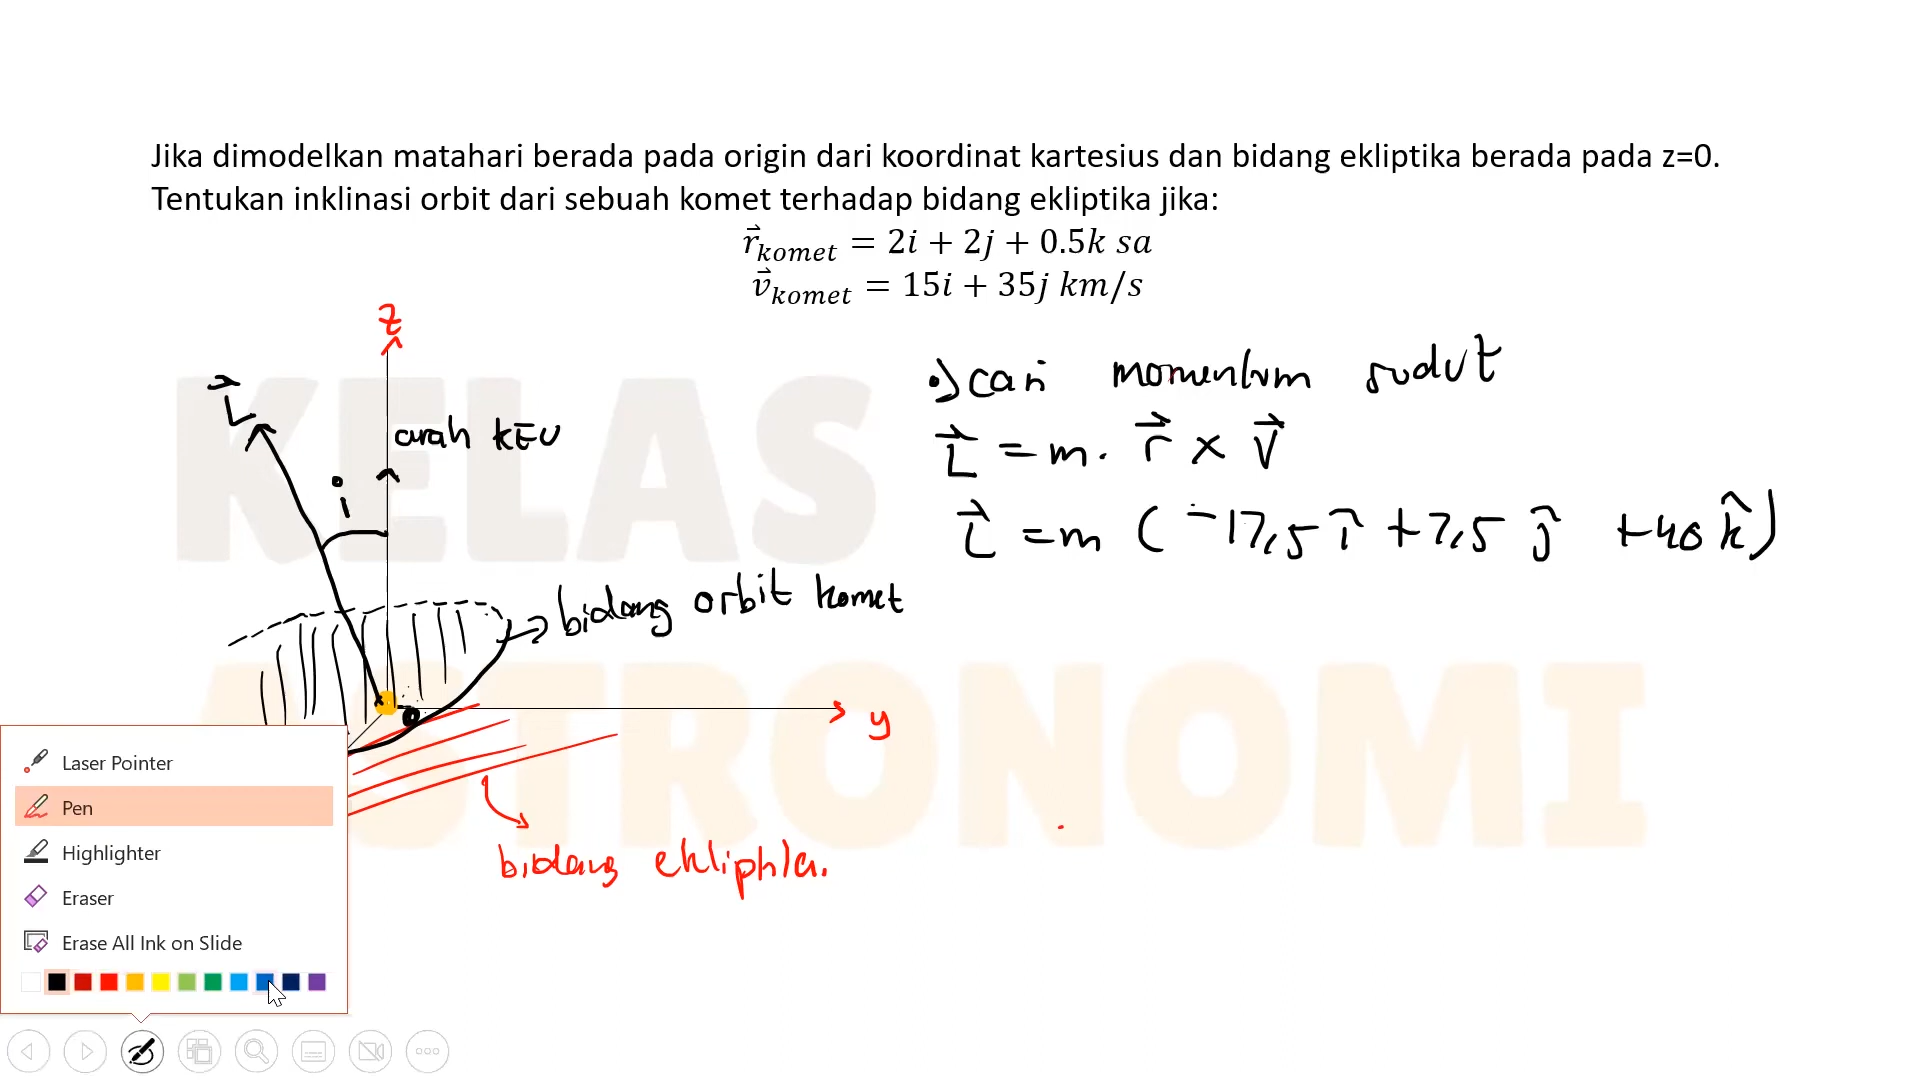 Jika dimodelkan matahari berada pada origin dari koordinat kartesius dan bidang ekliptika berada pada z=0.
Tentukan inklinasi orbit dari sebuah komet terhadap bidang ekliptika jika:
r⃗_komet = 2i + 2j + 0.5k sa
v⃗_komet = 15i + 35j km/s
z
L⃗
arah KEU
i
bidang orbit komet
y
bidang ekliptika.
•) cari momentum sudut
L⃗ = m. r⃗ x v⃗
L⃗ = m (-17,5 î + 7,5 ĵ + 40 k̂)
KELAS
ASTRONOMI
Laser Pointer
Pen
Highlighter
Eraser
Erase All Ink on Slide